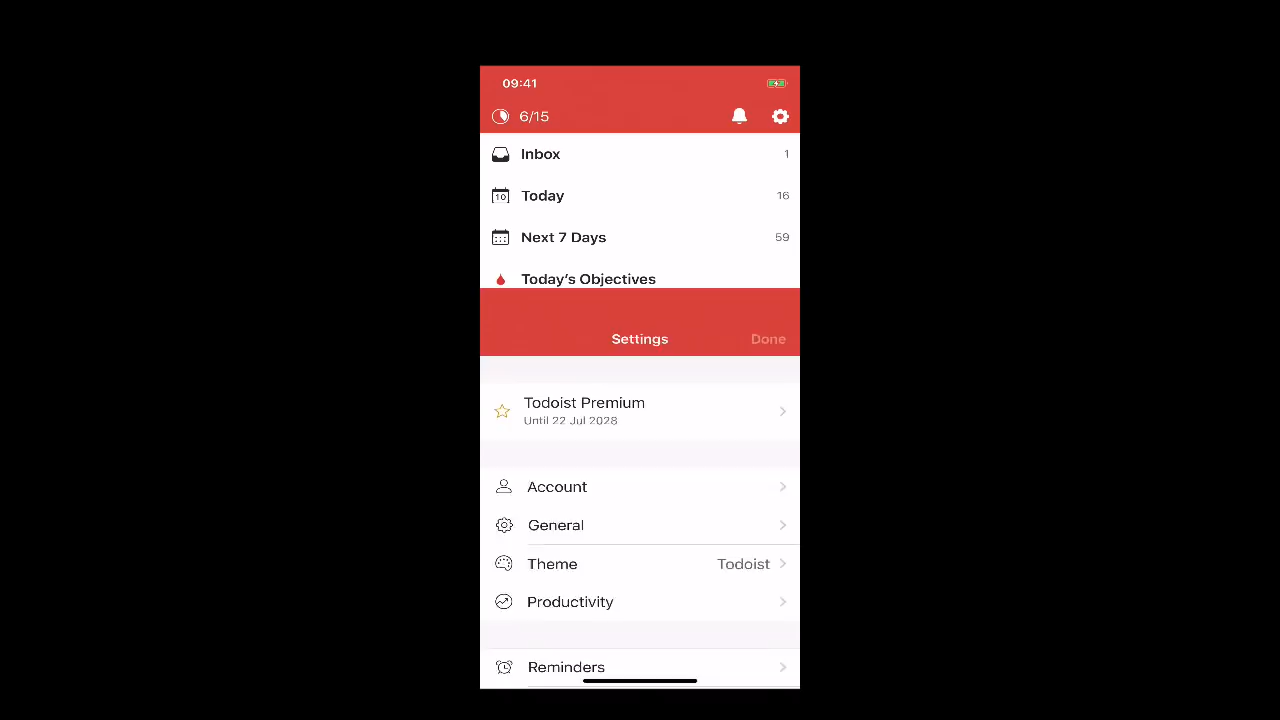 09:41
6/15
Inbox 1
10 Today 16
Next 7 Days 59
Today's Objectives
Settings Done
Todoist Premium
Until 22 Jul 2028
Account
General
Theme Todoist
Productivity
Reminders